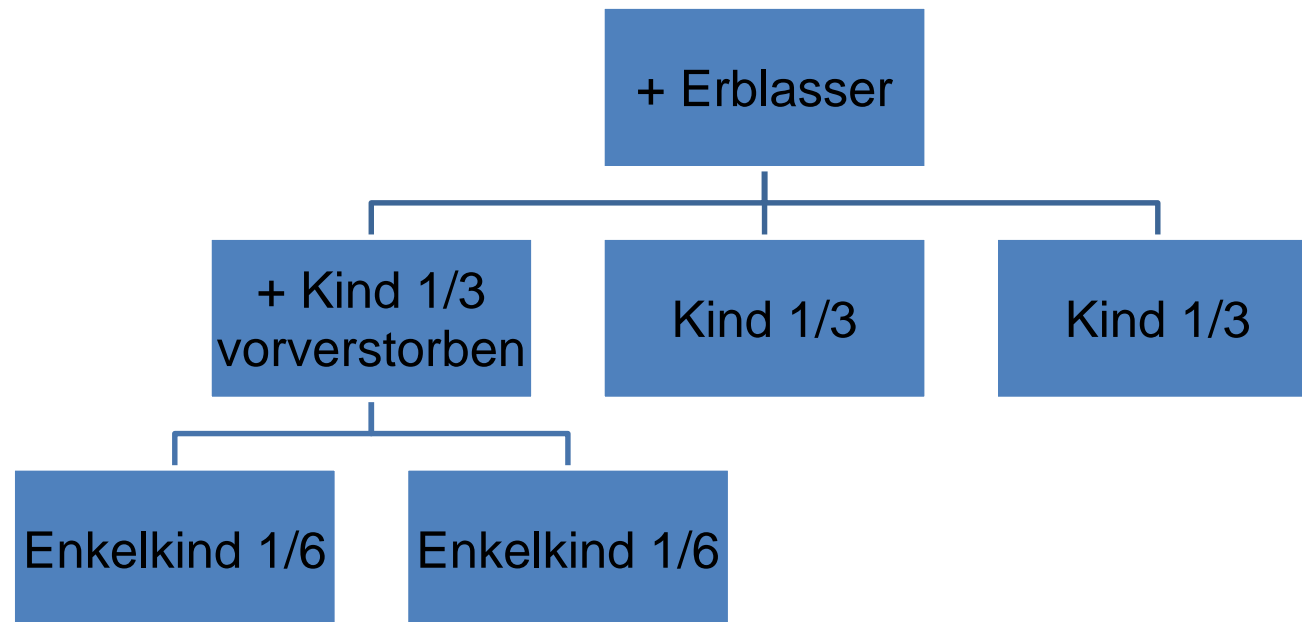 + Erblasser
+ Kind 1/3
vorverstorben
Kind 1/3
Kind 1/3
Enkelkind 1/6
Enkelkind 1/6